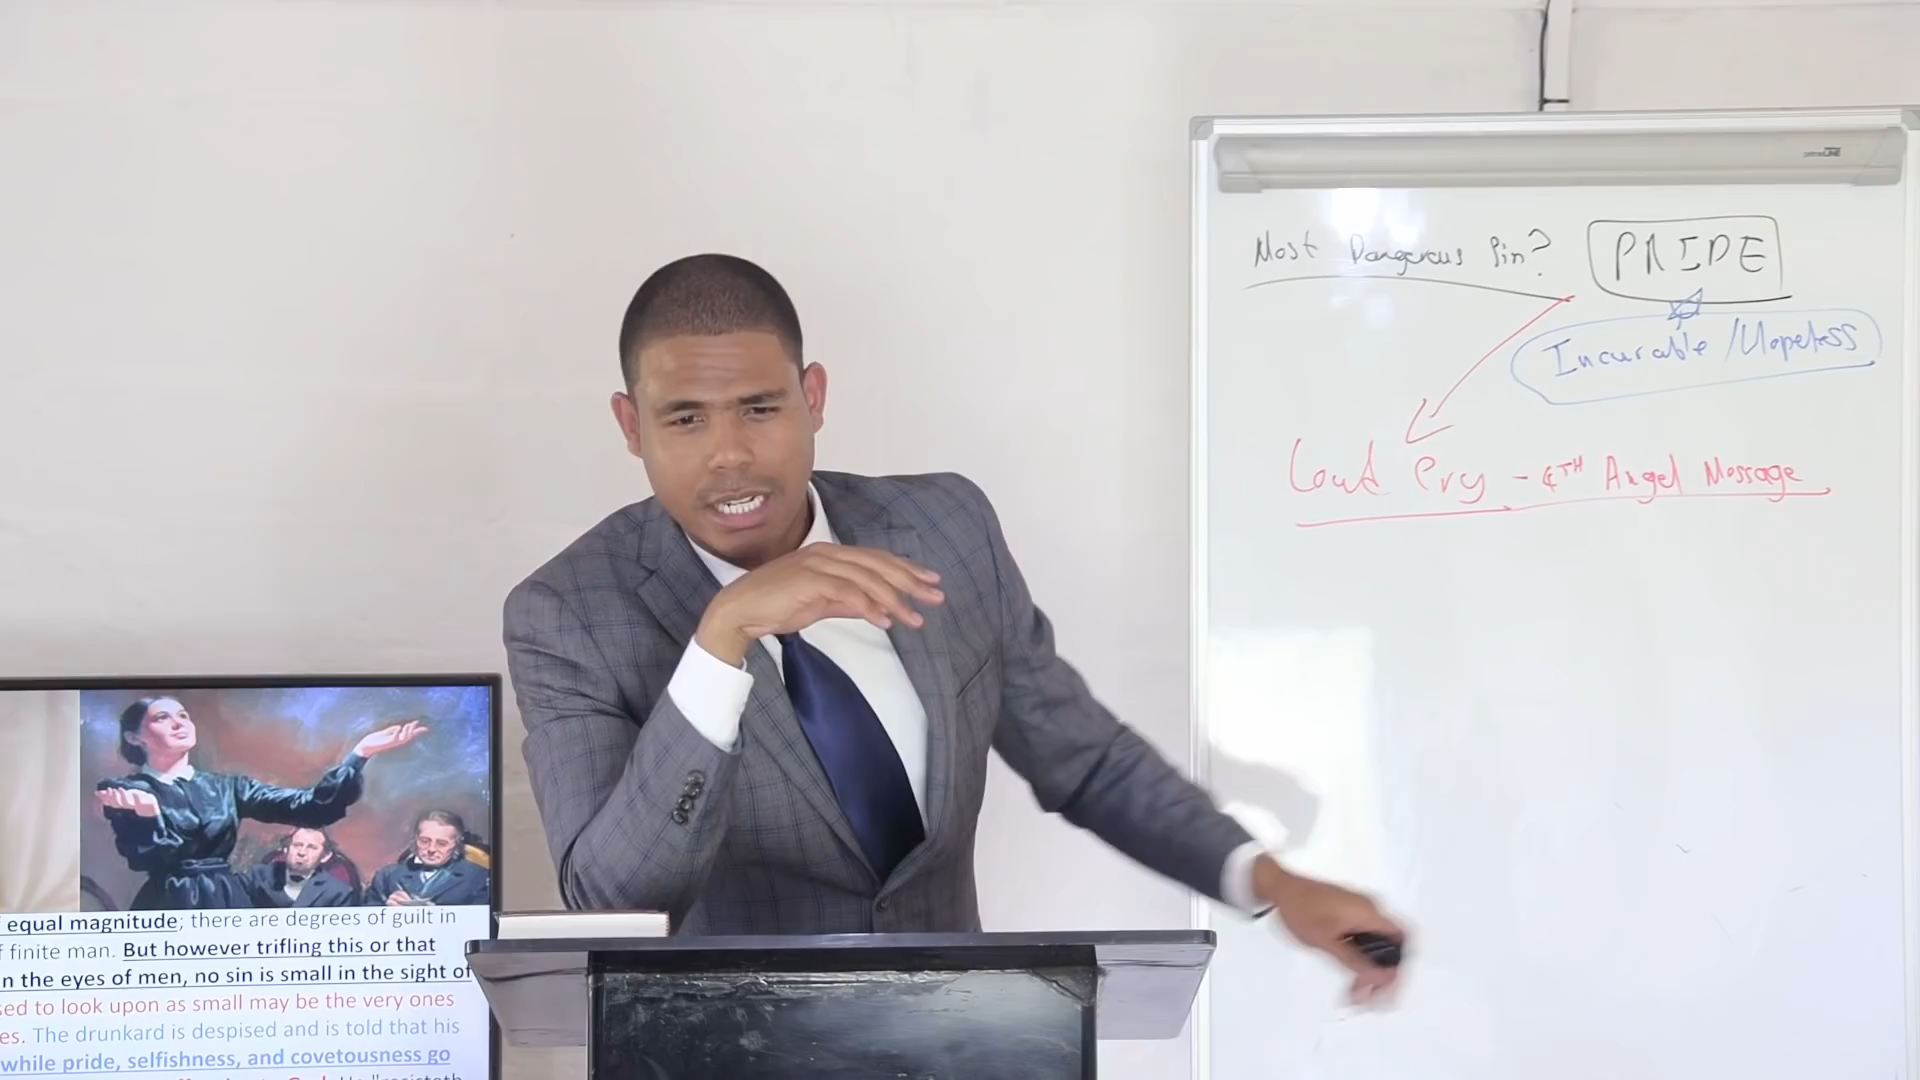 Most Dangerous Sin? PRIDE
Incurable / Hopeless
Loud Cry - 4TH Angel Message
f equal magnitude; there are degrees of guilt in
f finite man. But however trifling this or that
n the eyes of men, no sin is small in the sight of
sed to look upon as small may be the very ones
es. The drunkard is despised and is told that his
while pride, selfishness, and covetousness go